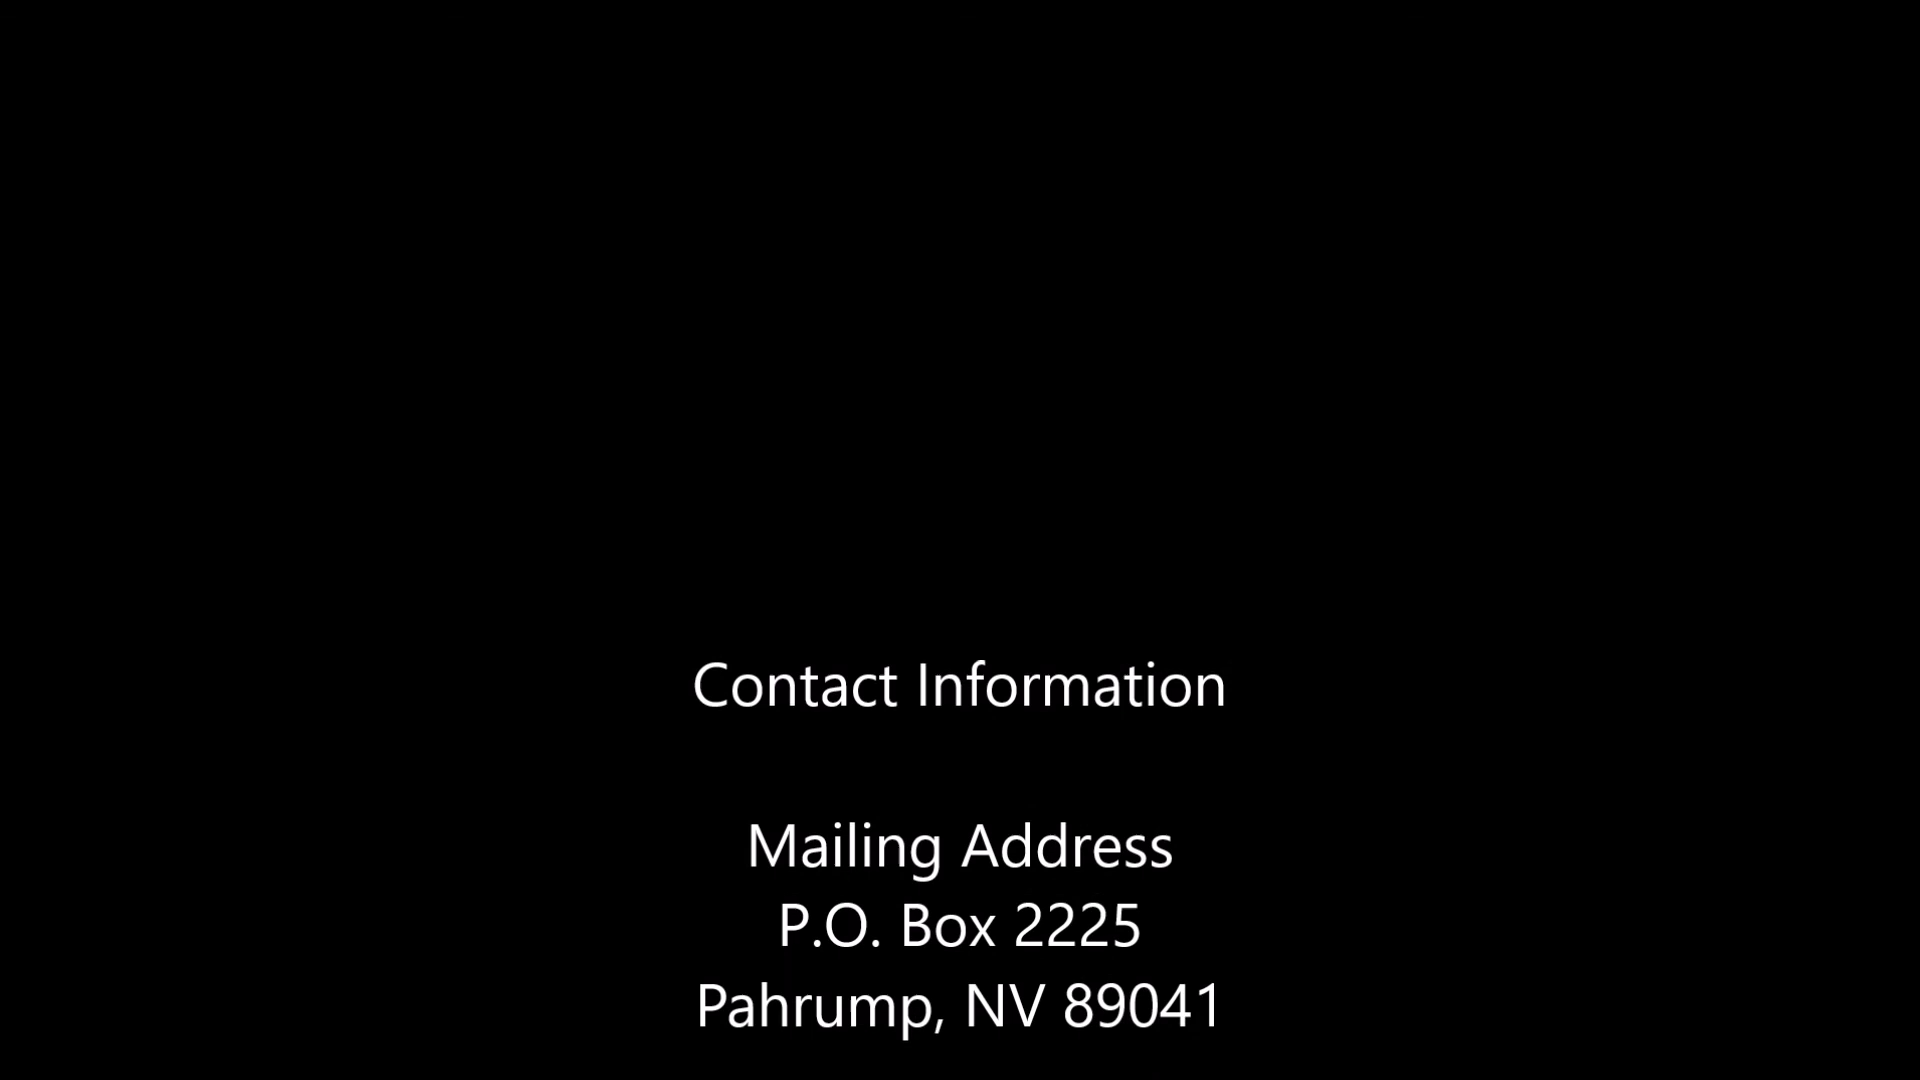 Contact Information
Mailing Address
P.O. Box 2225
Pahrump, NV 89041